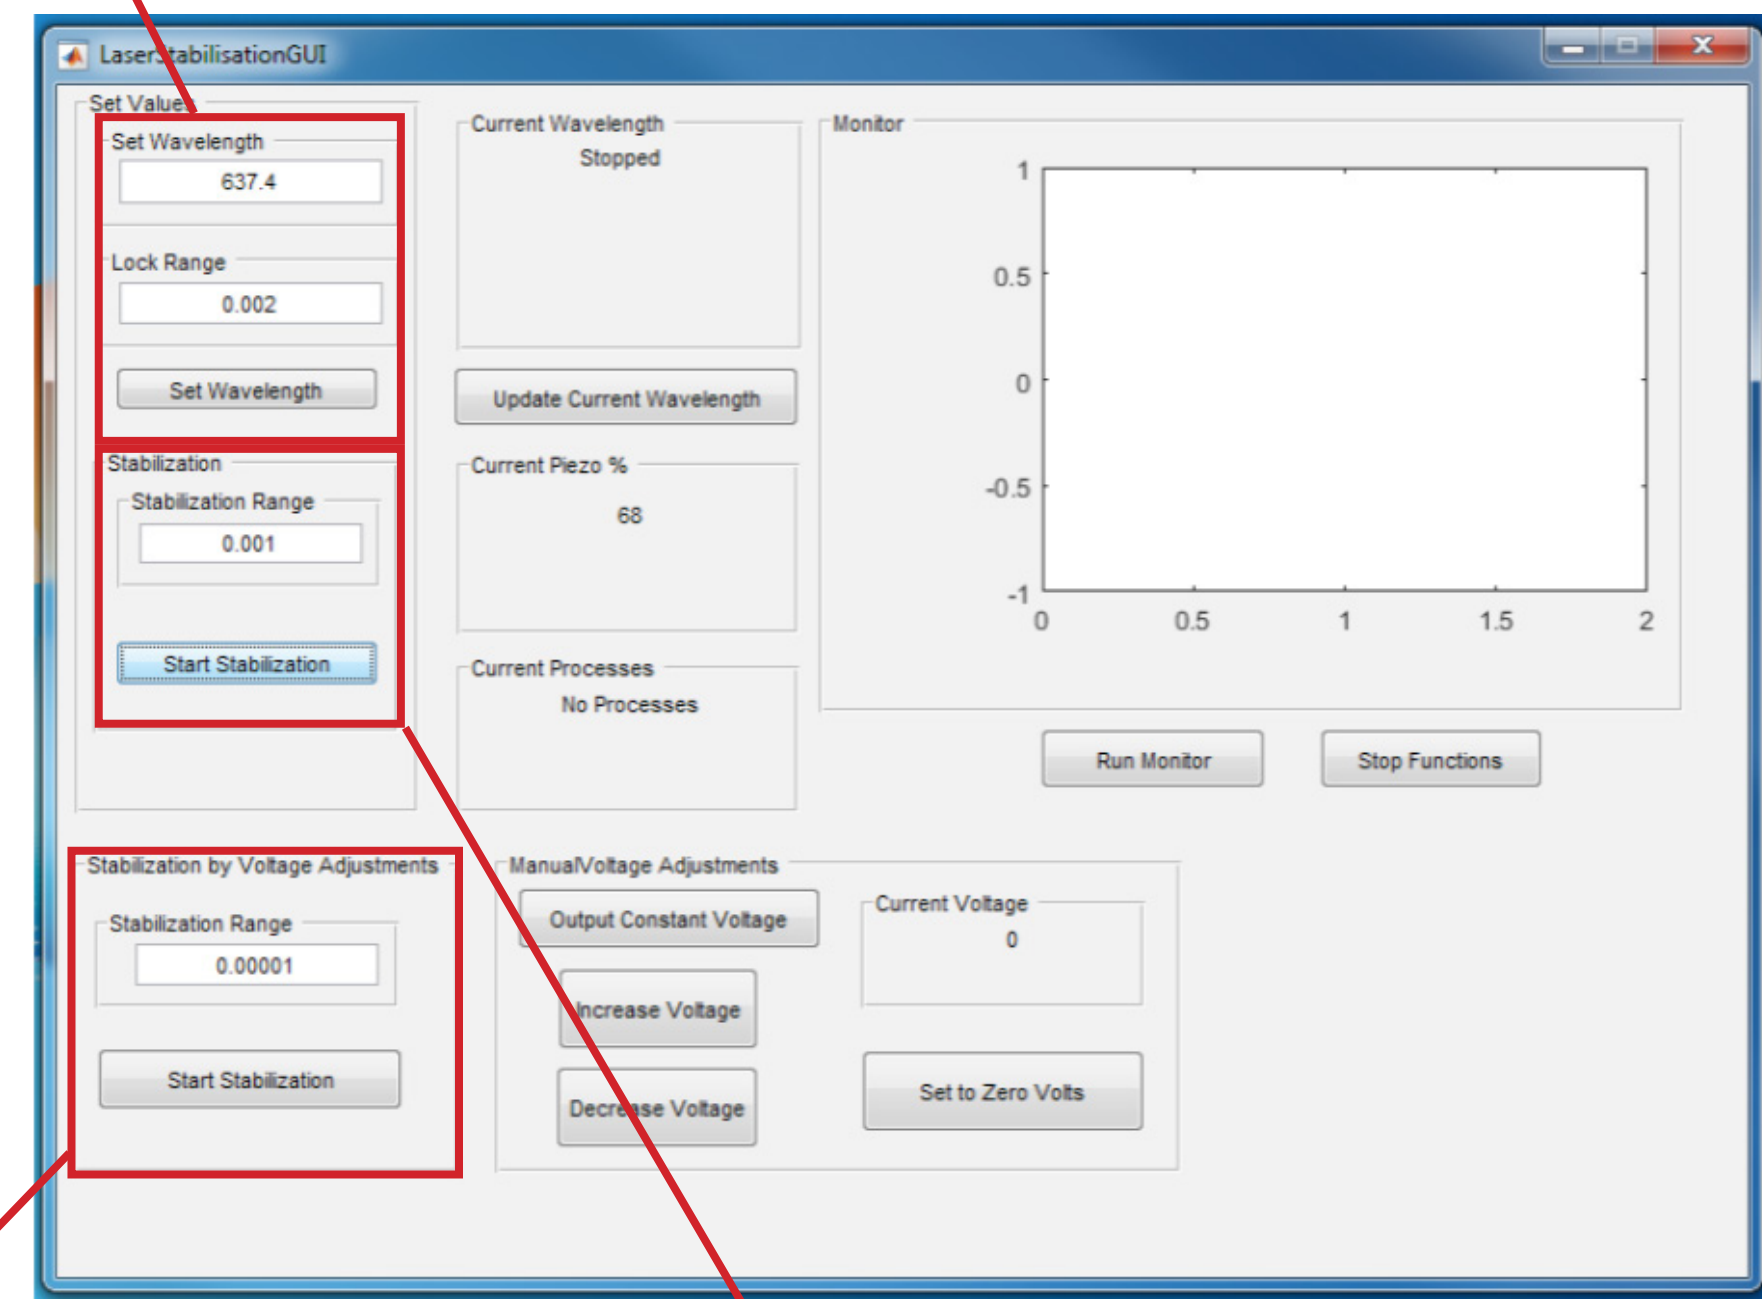 LaserStabilisationGUI
Set Values
Set Wavelength
637.4
Lock Range
0.002
Set Wavelength
Stabilization
Stabilization Range
0.001
Start Stabilization
Current Wavelength
Stopped
Update Current Wavelength
Current Piezo %
68
Current Processes
No Processes
Monitor
1
0.5
0
-0.5
-1
0 0.5 1 1.5 2
Run Monitor
Stop Functions
Stabilization by Voltage Adjustments
Stabilization Range
0.00001
Start Stabilization
ManualVoltage Adjustments
Output Constant Voltage
Increase Voltage
Decrease Voltage
Current Voltage
0
Set to Zero Volts